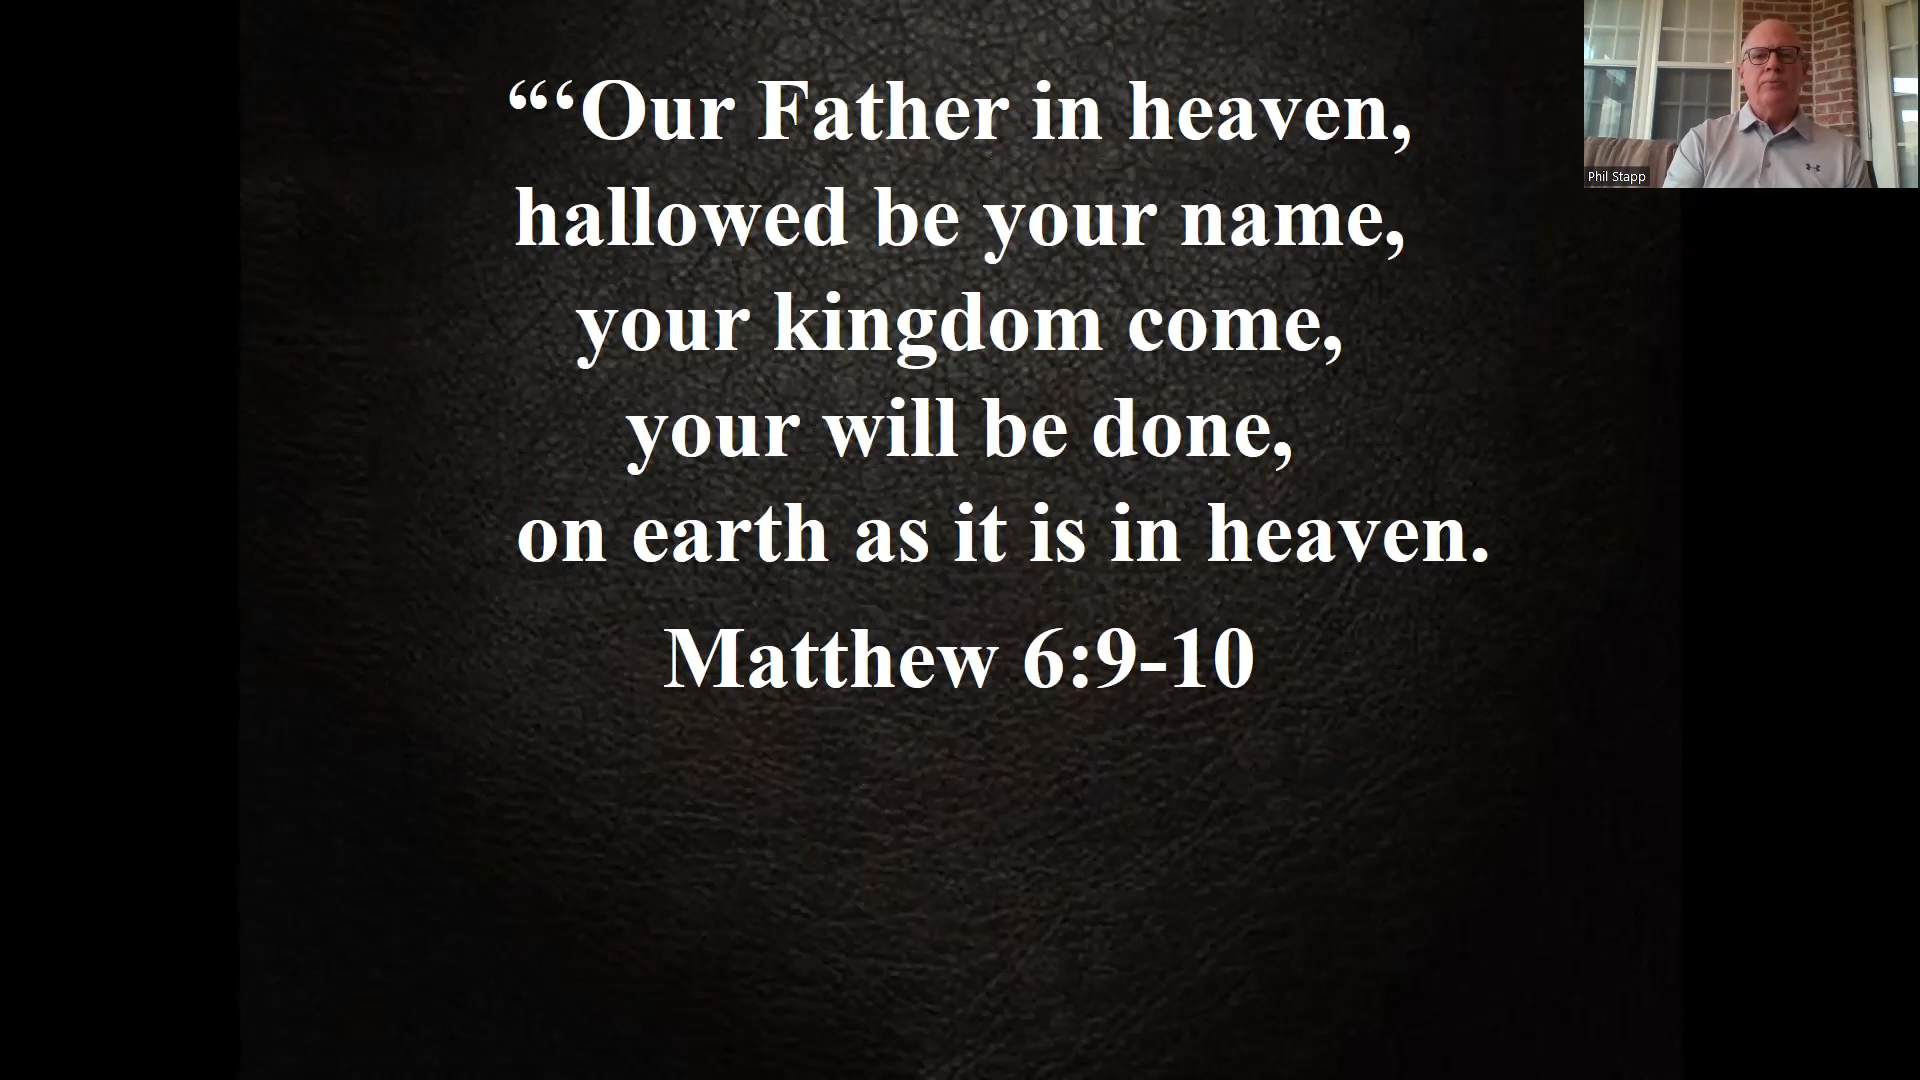 “‘Our Father in heaven,
hallowed be your name,
your kingdom come,
your will be done,
on earth as it is in heaven.
Matthew 6:9-10
Phil Stapp